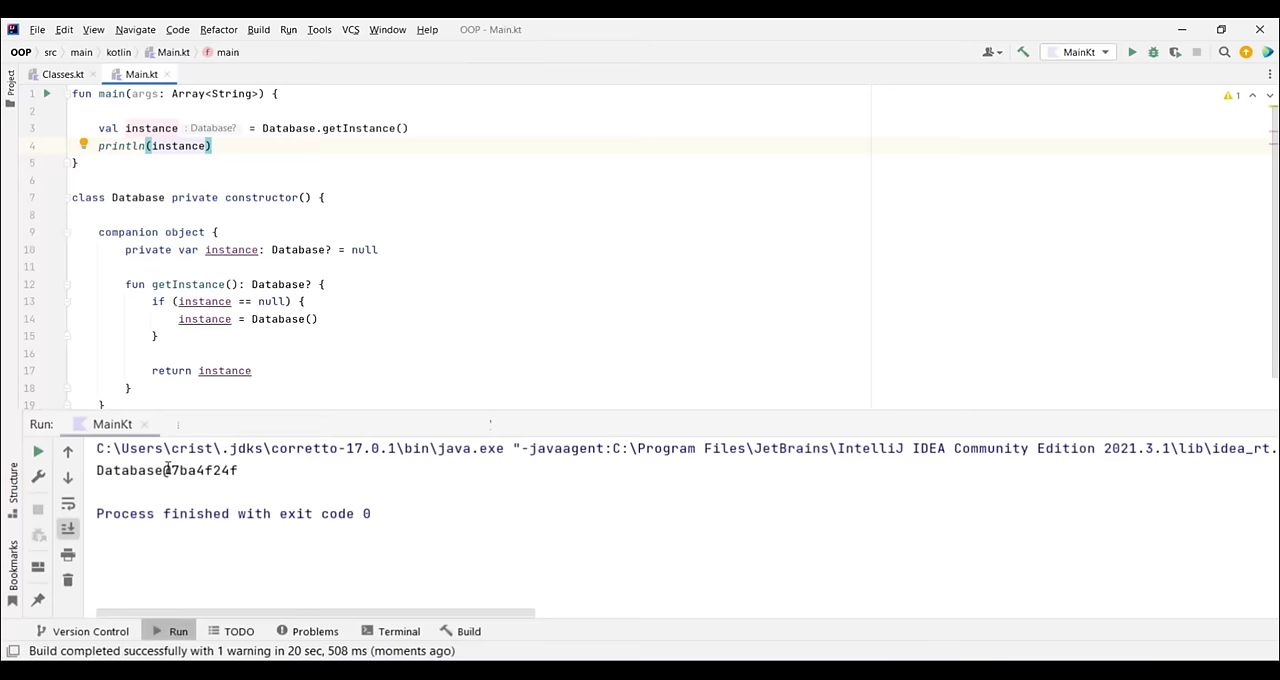 File Edit View Navigate Code Refactor Build Run Tools VCS Window Help OOP - Main.kt
OOP src main kotlin Main.kt main MainKt
Project
Classes.kt Main.kt
1 fun main(args: Array<String>) {
1
2
3 val instance : Database? = Database.getInstance()
4 println(instance)
5 }
6
7 class Database private constructor() {
8
9 companion object {
10 private var instance: Database? = null
11
12 fun getInstance(): Database? {
13 if (instance == null) {
14 instance = Database()
15 }
16
17 return instance
18 }
19 }
Run: MainKt
C:\Users\crist\.jdks\corretto-17.0.1\bin\java.exe "-javaagent:C:\Program Files\JetBrains\IntelliJ IDEA Community Edition 2021.3.1\lib\idea_rt.
Database@7ba4f24f
Process finished with exit code 0
Structure
Bookmarks
Version Control Run TODO Problems Terminal Build
Build completed successfully with 1 warning in 20 sec, 508 ms (moments ago)